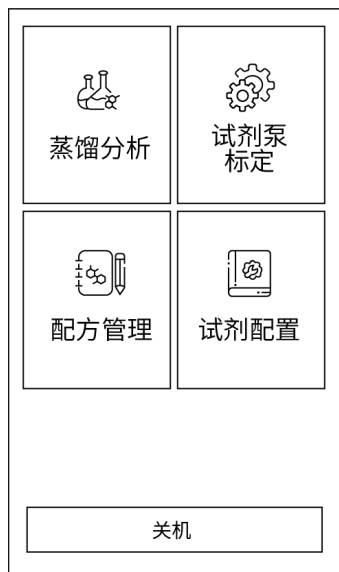 蒸馏分析
试剂泵
标定
配方管理
试剂配置
关机